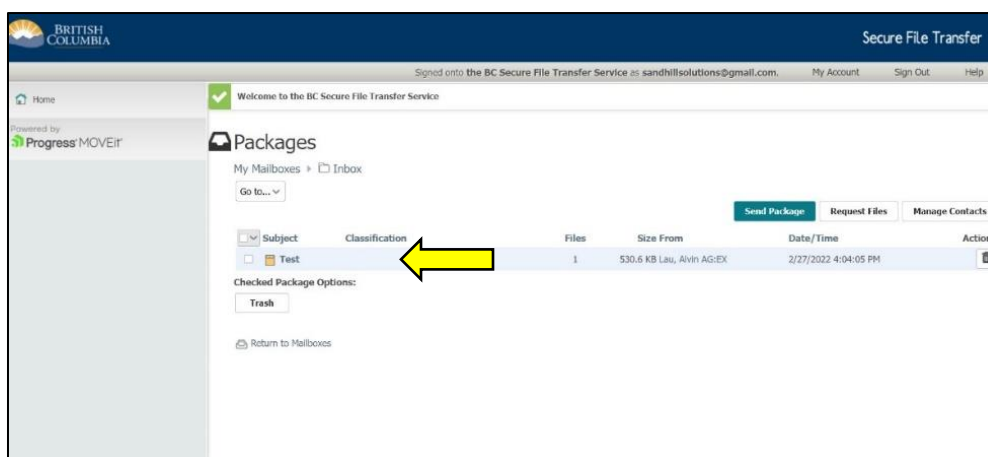 BRITISH
COLUMBIA
Secure File Transfer
Signed onto the BC Secure File Transfer Service as sandhillsolutions@gmail.com. My Account Sign Out Help
Home
Welcome to the BC Secure File Transfer Service
Powered by
Progress MOVEit
Packages
My Mailboxes Inbox
Go to...
Send Package Request Files Manage Contacts
Subject Classification Files Size From Date/Time Action
Test 1 530.6 KB Lau, Alvin AG:EX 2/27/2022 4:04:05 PM
Checked Package Options:
Trash
Return to Mailboxes